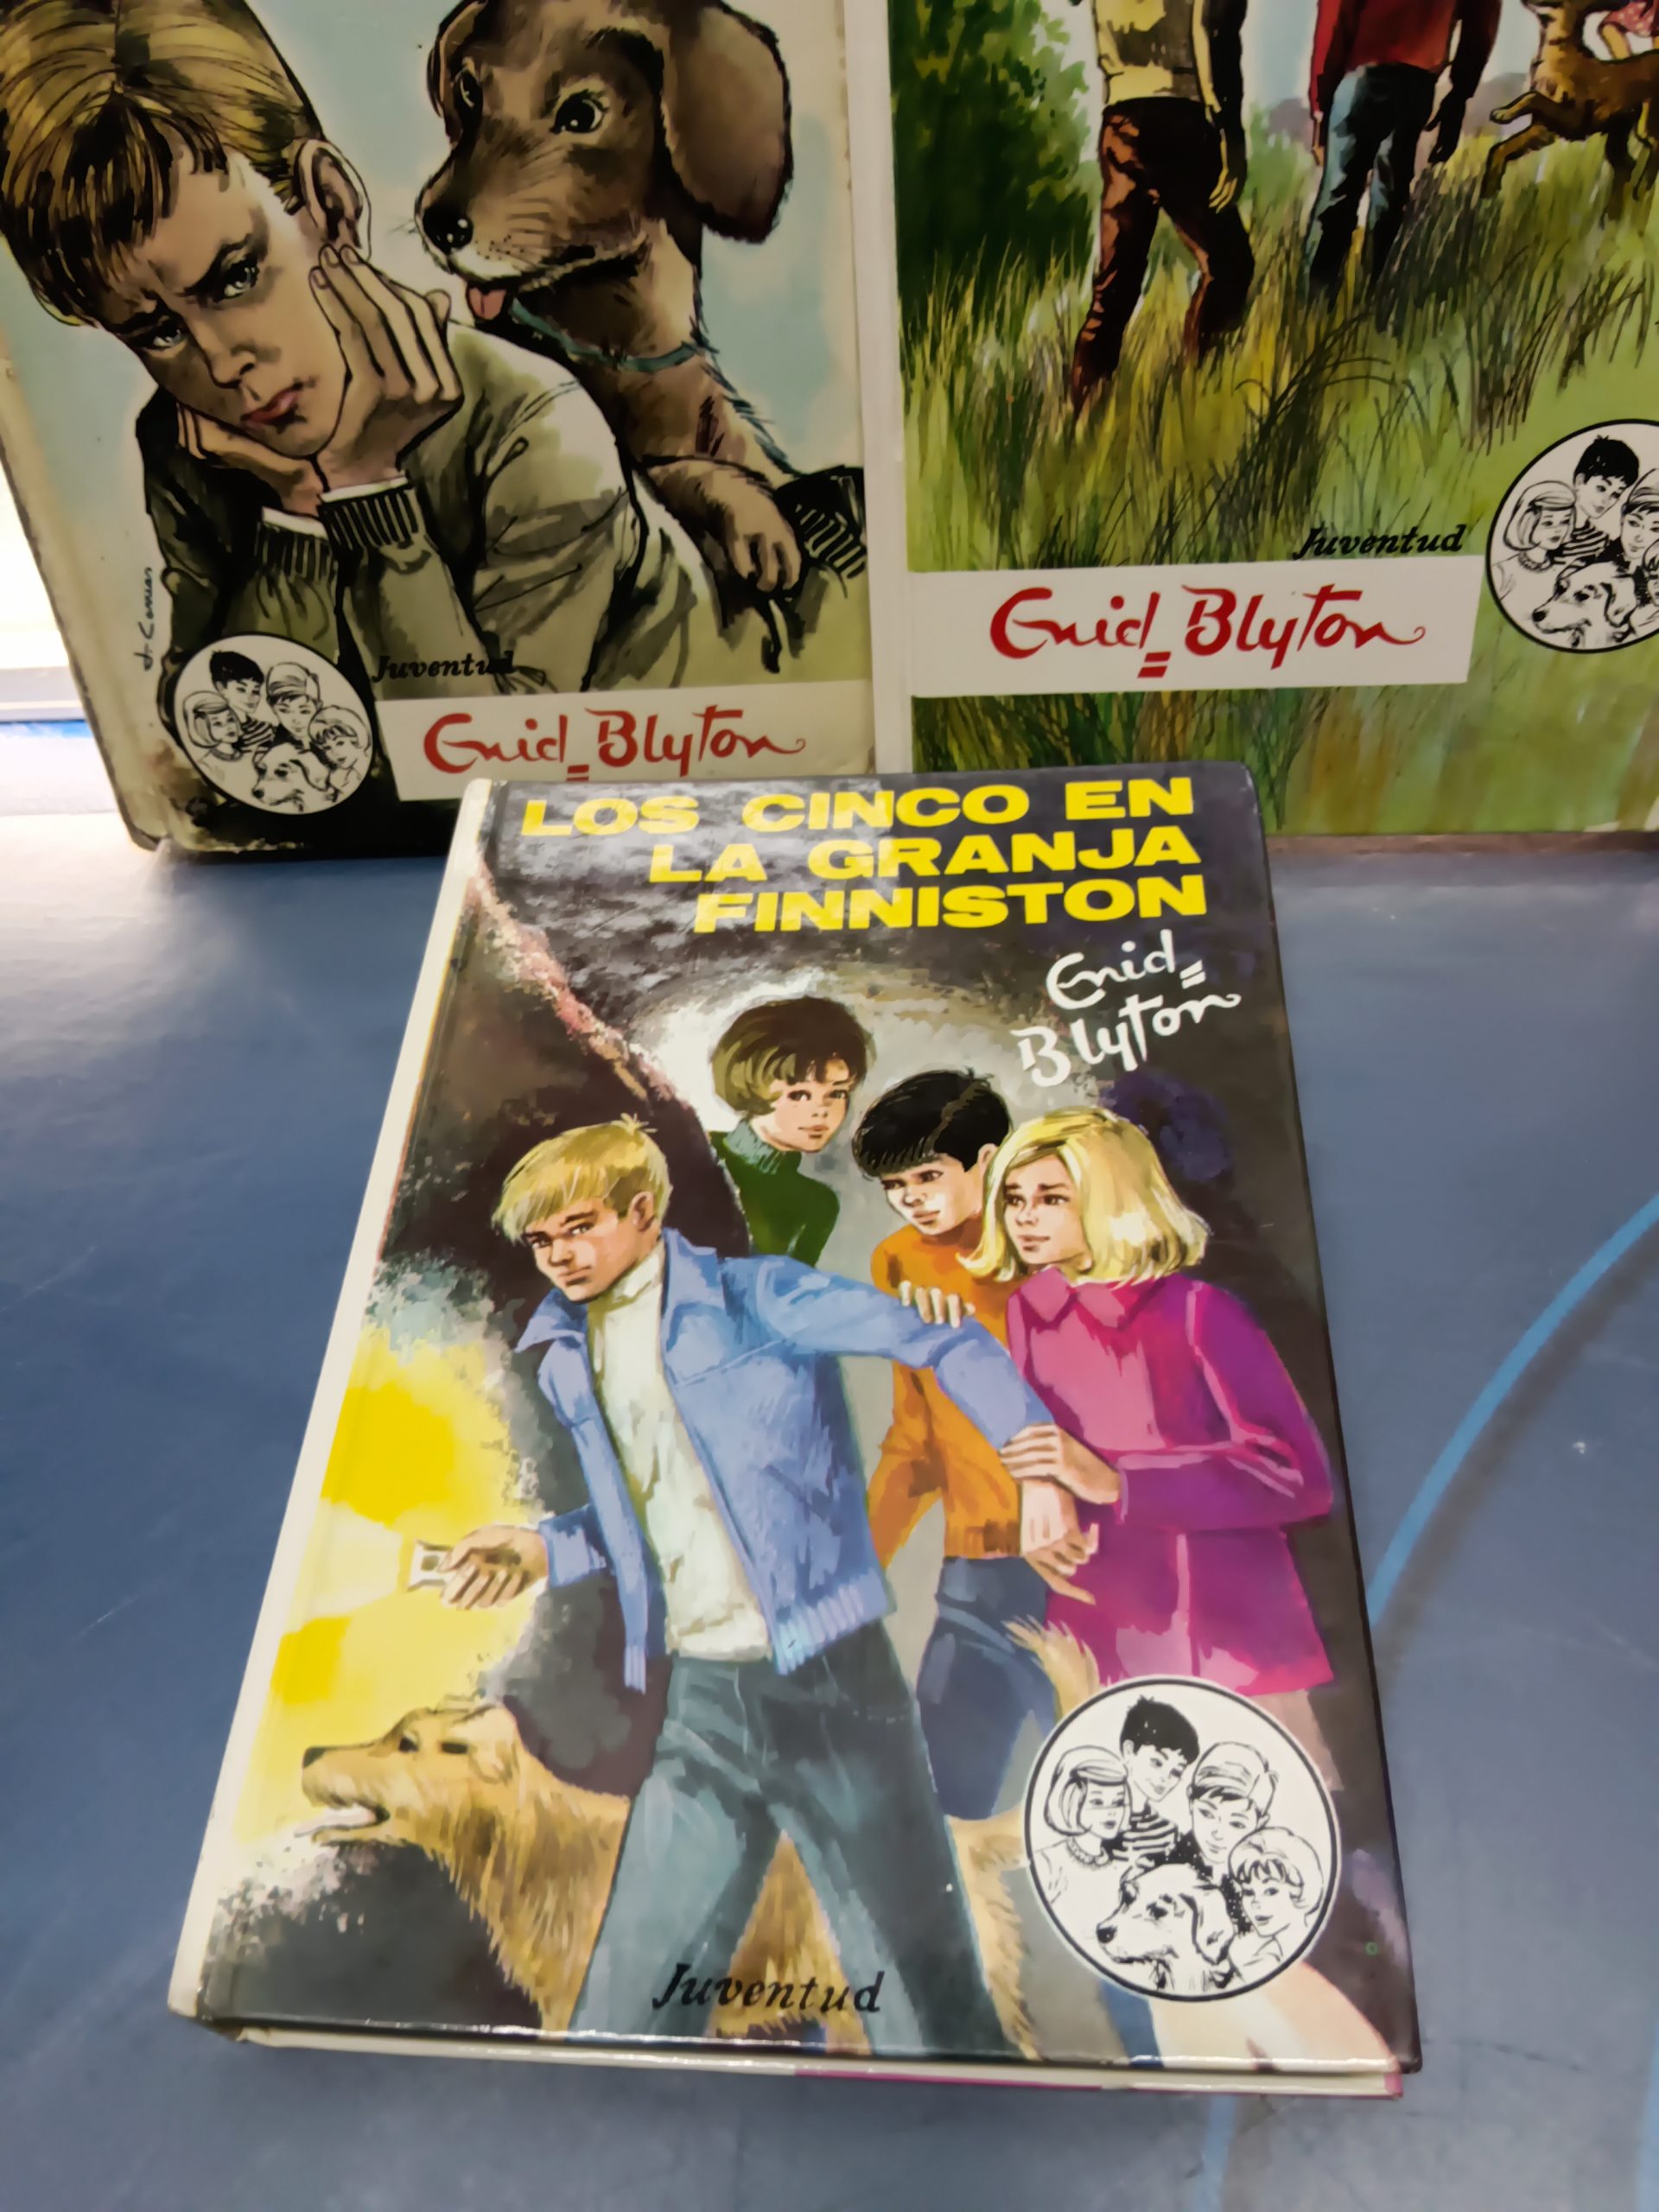 Juventud
Enid Blyton
Juventud
Enid Blyton
LOS CINCO EN
LA GRANJA
FINNISTON
Enid
Blyton
Juventud